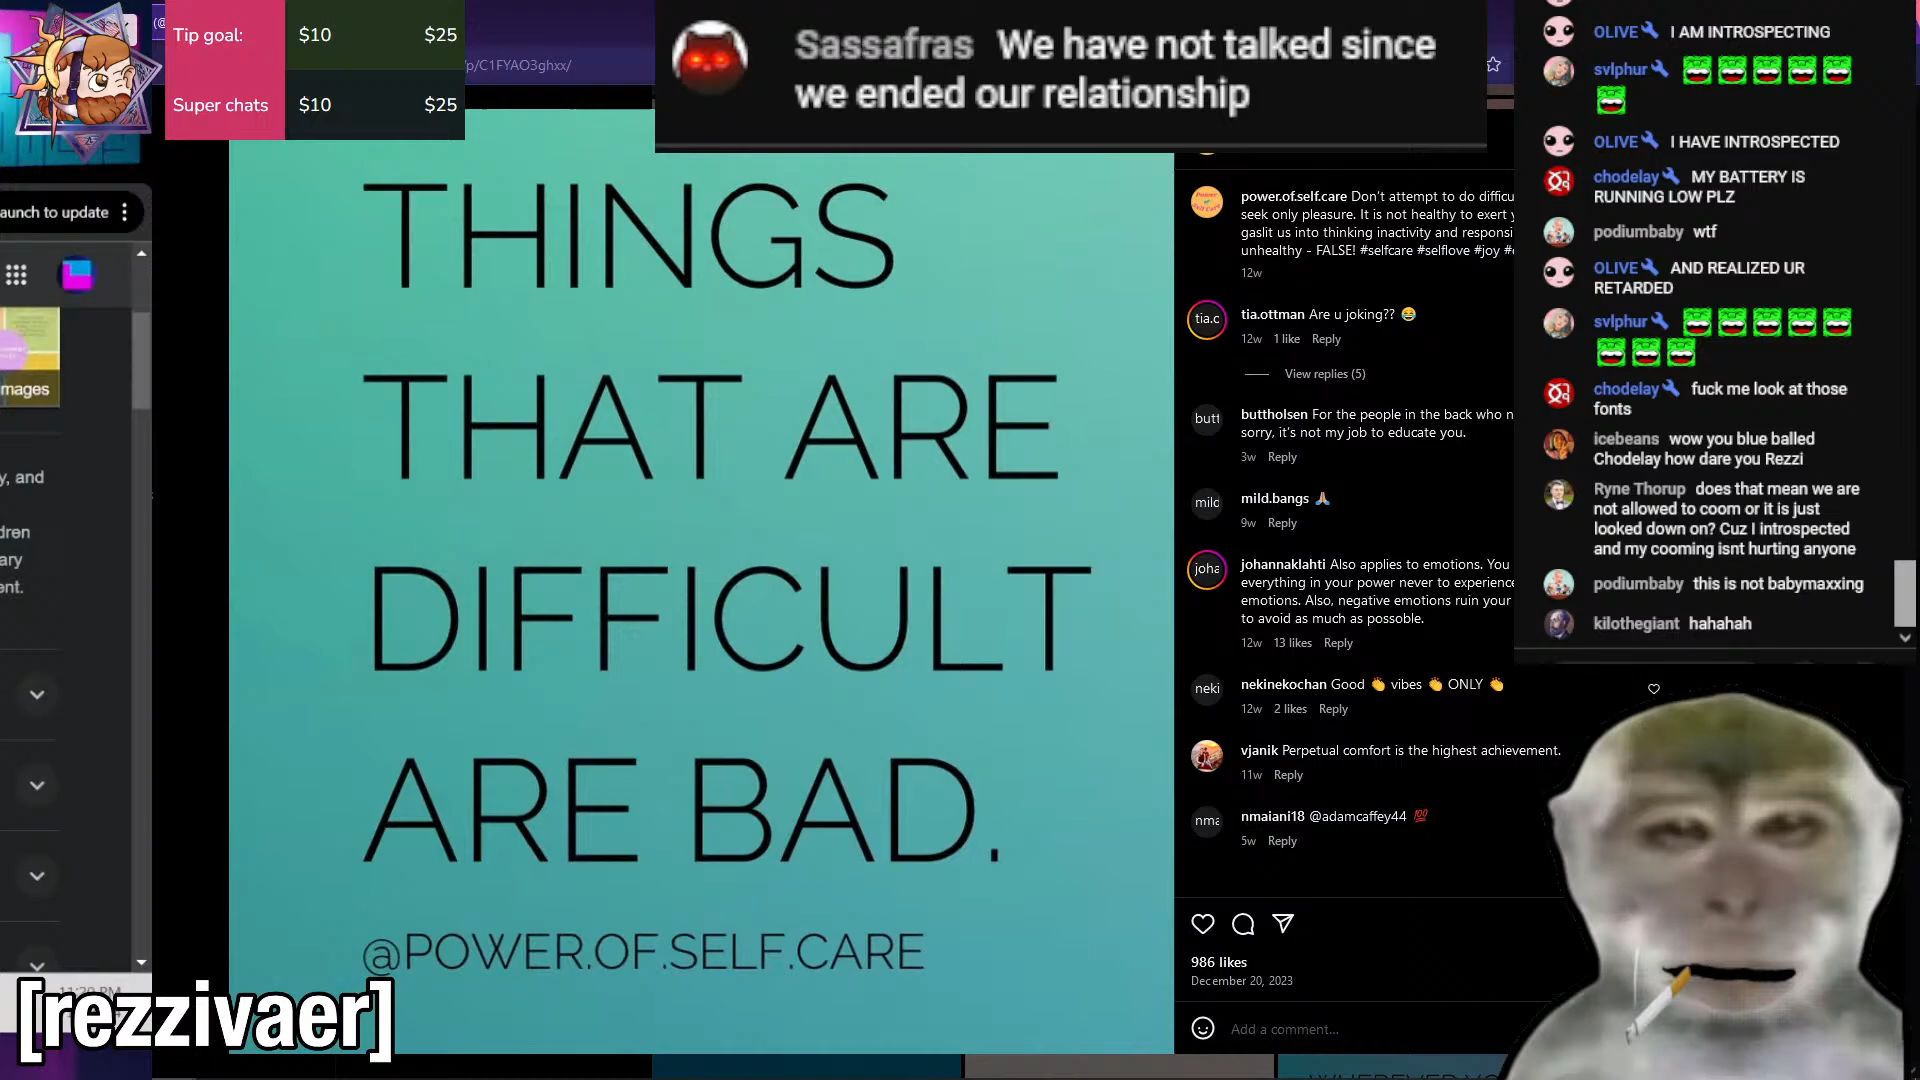 Tip goal: $10 $25
Super chats $10 $25
p/C1FYAO3ghxx/
Sassafras We have not talked since
we ended our relationship
aunch to update
mages
y, and
dren
ary
ent.
THINGS
THAT ARE
DIFFICULT
ARE BAD.
@POWER.OF.SELF.CARE
[rezzivaer]
power.of.self.care Don't attempt to do difficu
seek only pleasure. It is not healthy to exert y
gaslit us into thinking inactivity and responsi
unhealthy - FALSE! #selfcare #selflove #joy #
12w
tia.o
tia.ottman Are u joking?? 😂
12w 1 like Reply
View replies (5)
butt
buttholsen For the people in the back who n
sorry, it's not my job to educate you.
3w Reply
mild
mild.bangs 🙏🏼
9w Reply
joha
johannaklahti Also applies to emotions. You
everything in your power never to experience
emotions. Also, negative emotions ruin your
to avoid as much as possoble.
12w 13 likes Reply
neki
nekinekochan Good 👏 vibes 👏 ONLY 👏
12w 2 likes Reply
vjanik Perpetual comfort is the highest achievement.
11w Reply
nma
nmaiani18 @adamcaffey44 💯
5w Reply
986 likes
December 20, 2023
Add a comment...
OLIVE I AM INTROSPECTING
svlphur
OLIVE I HAVE INTROSPECTED
chodelay MY BATTERY IS
RUNNING LOW PLZ
podiumbaby wtf
OLIVE AND REALIZED UR
RETARDED
svlphur
chodelay fuck me look at those
fonts
icebeans wow you blue balled
Chodelay how dare you Rezzi
Ryne Thorup does that mean we are
not allowed to coom or it is just
looked down on? Cuz I introspected
and my cooming isnt hurting anyone
podiumbaby this is not babymaxxing
kilothegiant hahahah